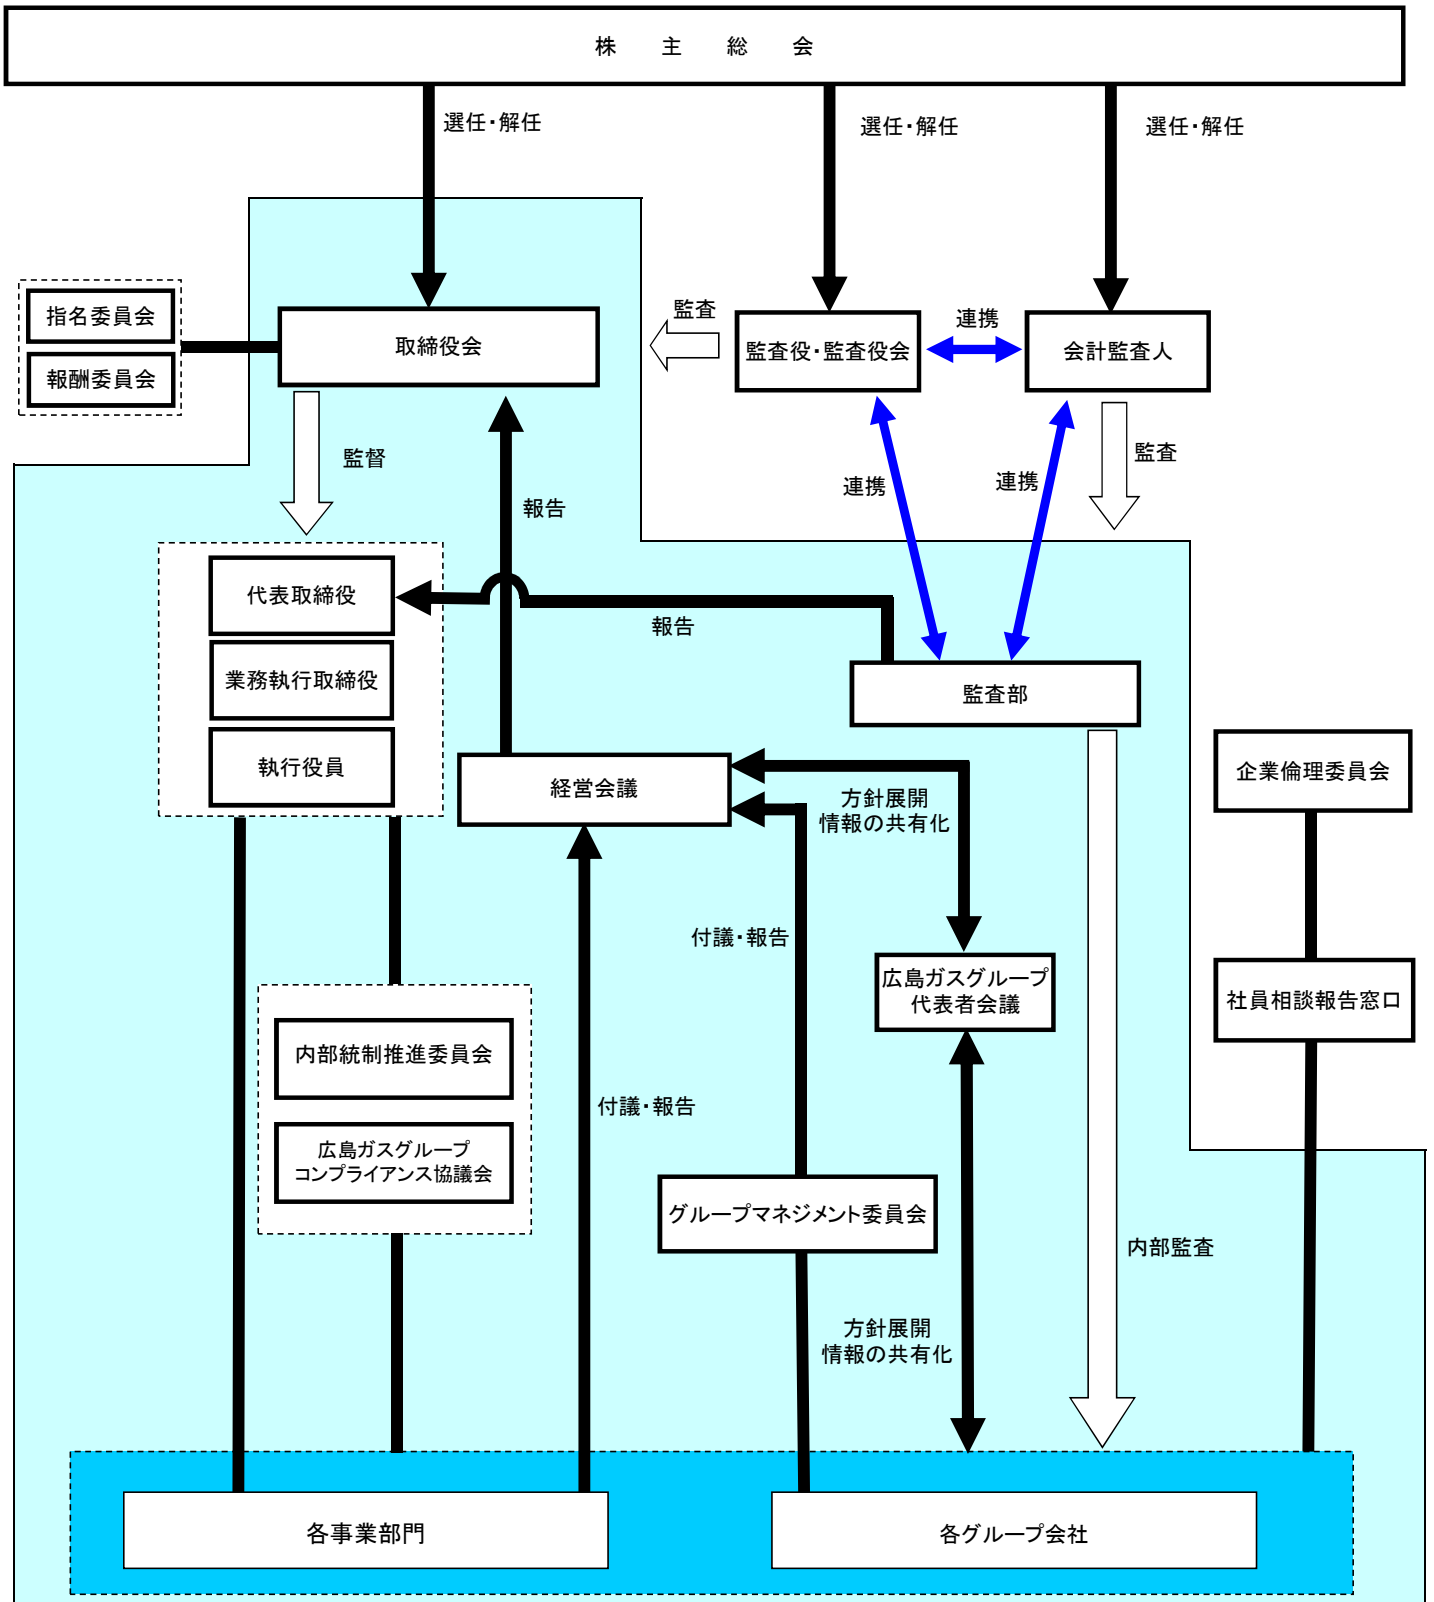 株　主　総　会
選任・解任
選任・解任
選任・解任
指名委員会
報酬委員会
取締役会
監査
監査役・監査役会
連携
会計監査人
監督
報告
連携
連携
監査
代表取締役
業務執行取締役
執行役員
報告
監査部
経営会議
方針展開
情報の共有化
企業倫理委員会
付議・報告
広島ガスグループ
代表者会議
社員相談報告窓口
内部統制推進委員会
広島ガスグループ
コンプライアンス協議会
付議・報告
グループマネジメント委員会
内部監査
方針展開
情報の共有化
各事業部門
各グループ会社